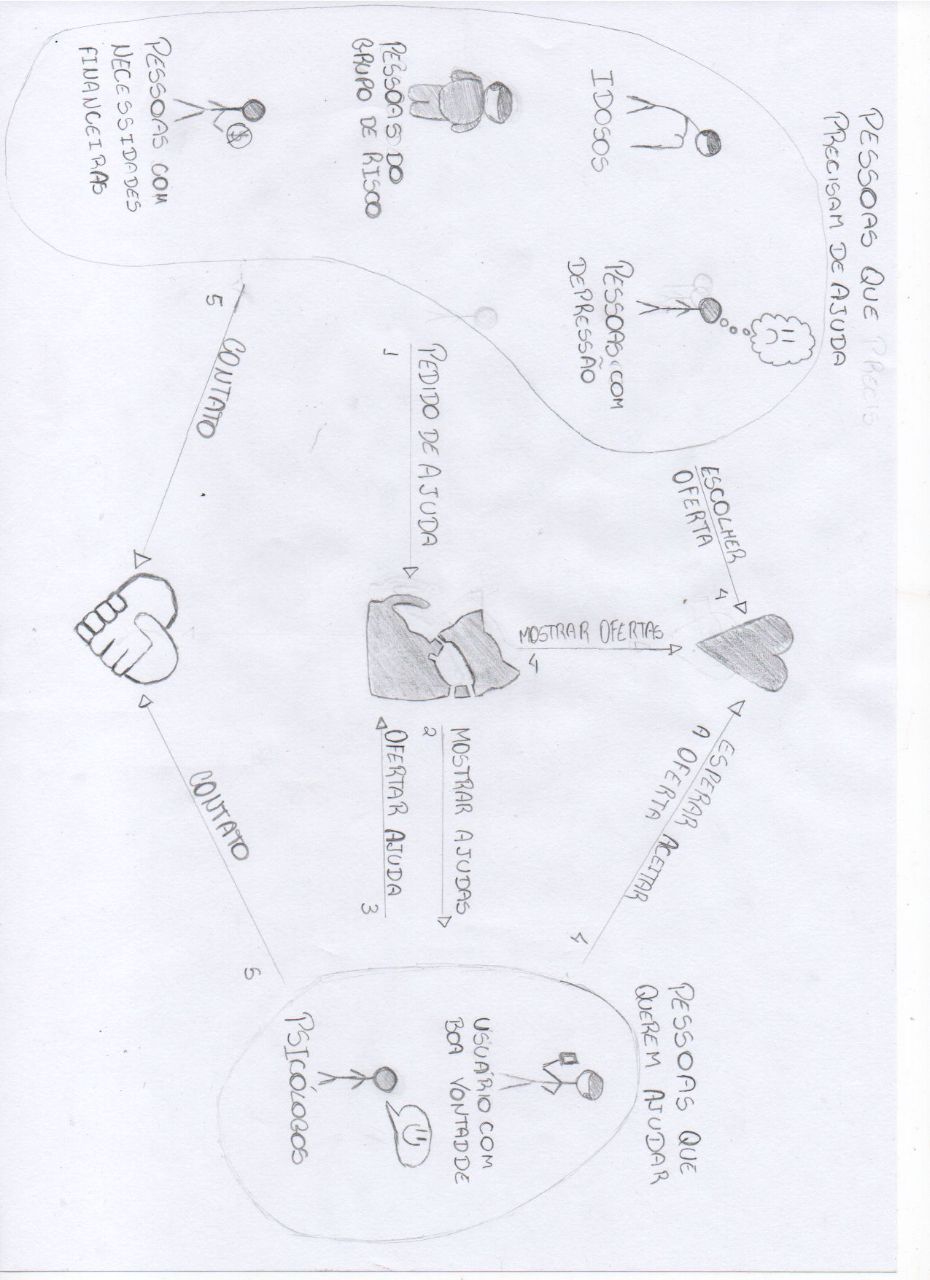 PESSOAS QUE PRECIS
PRECISAM DE AJUDA
IDOSOS
PESSOAS COM
DEPRESSÃO
PESSOAS DO
GRUPO DE RISCO
PESSOAS COM
NECESSIDADES
FINANCEIRAS
PEDIDO DE AJUDA
1
ESCOLHER
4
OFERTA
MOSTRAR OFERTAS
4
ESPERAR ACEITAR
A OFERTA
4
MOSTRAR AJUDAS
2
OFERTAR AJUDA
3
PESSOAS QUE
QUEREM AJUDAR
USUÁRIO COM
BOA VONTADDE
PSICÓLOGOS
CONTATO
5
CONTATO
5
$